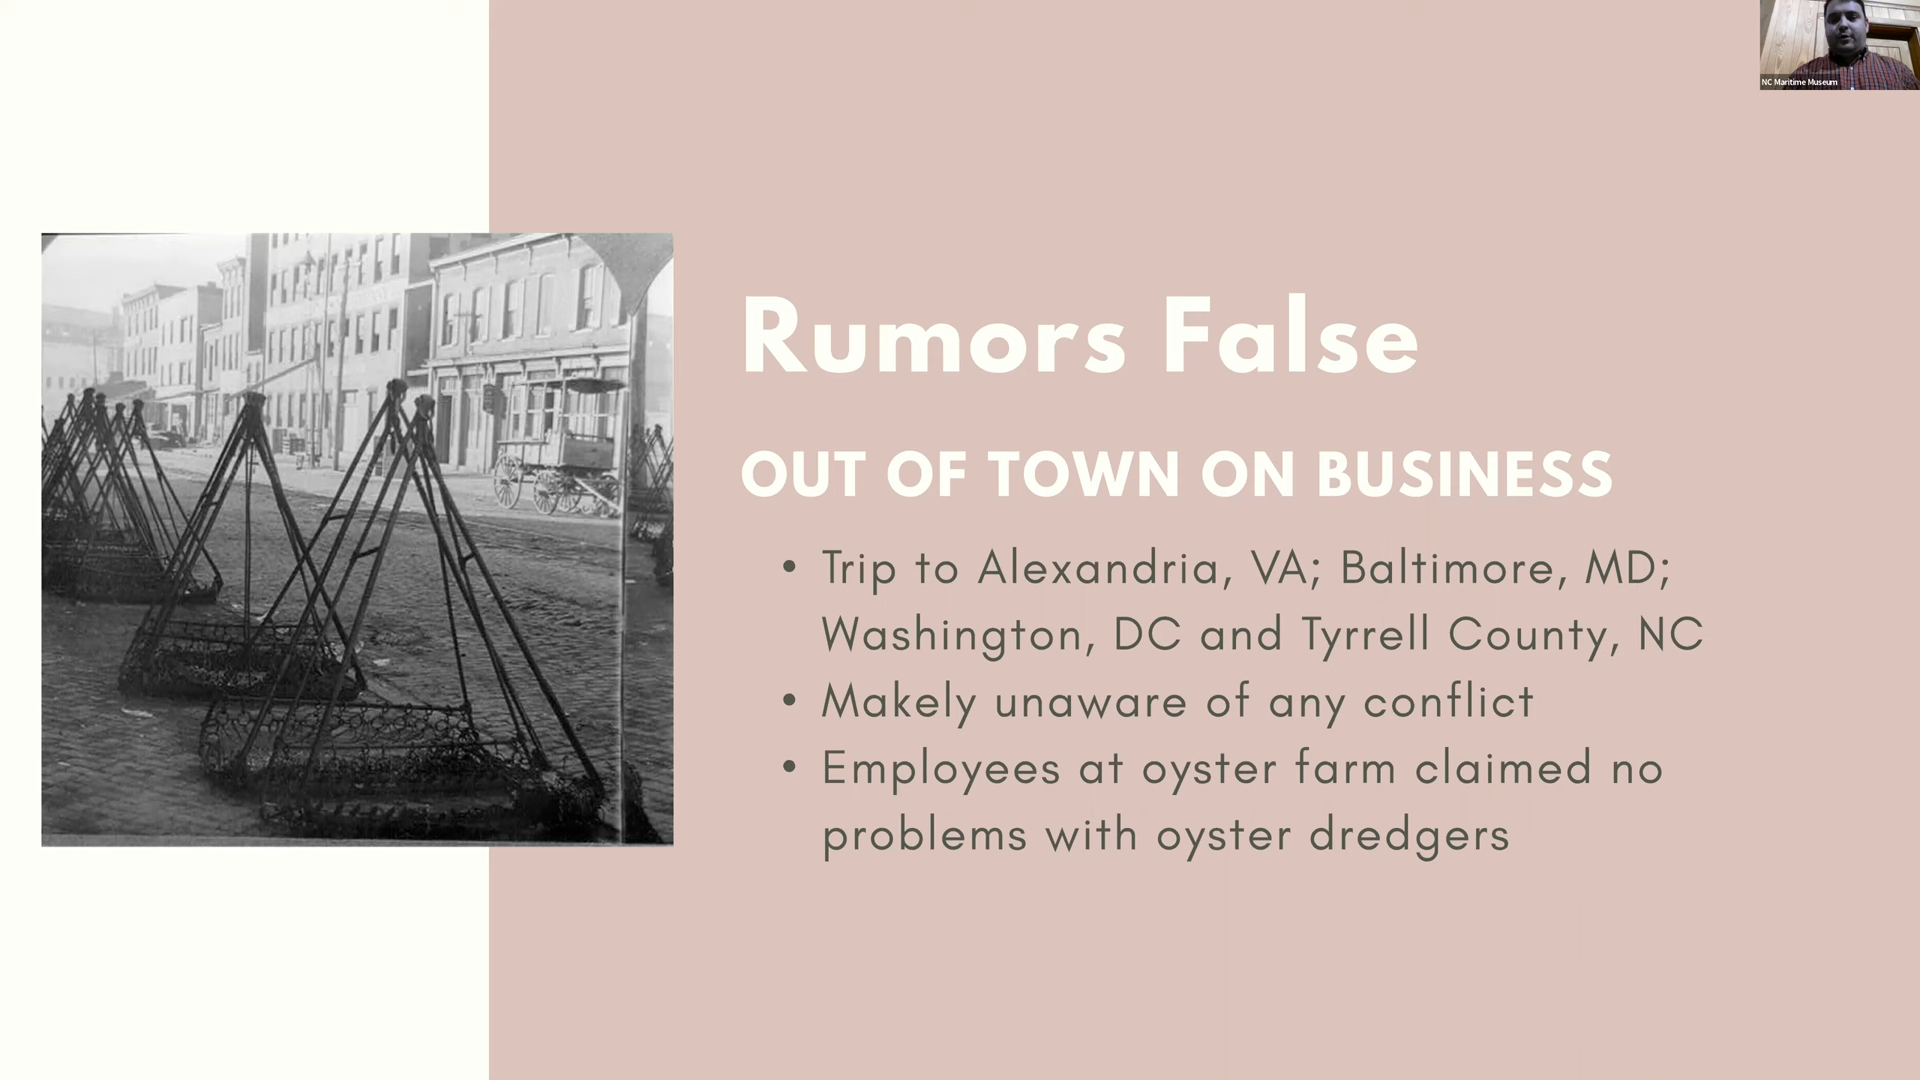 NC Maritime Museum
Rumors False
OUT OF TOWN ON BUSINESS
• Trip to Alexandria, VA; Baltimore, MD;
Washington, DC and Tyrrell County, NC
• Makely unaware of any conflict
• Employees at oyster farm claimed no
problems with oyster dredgers